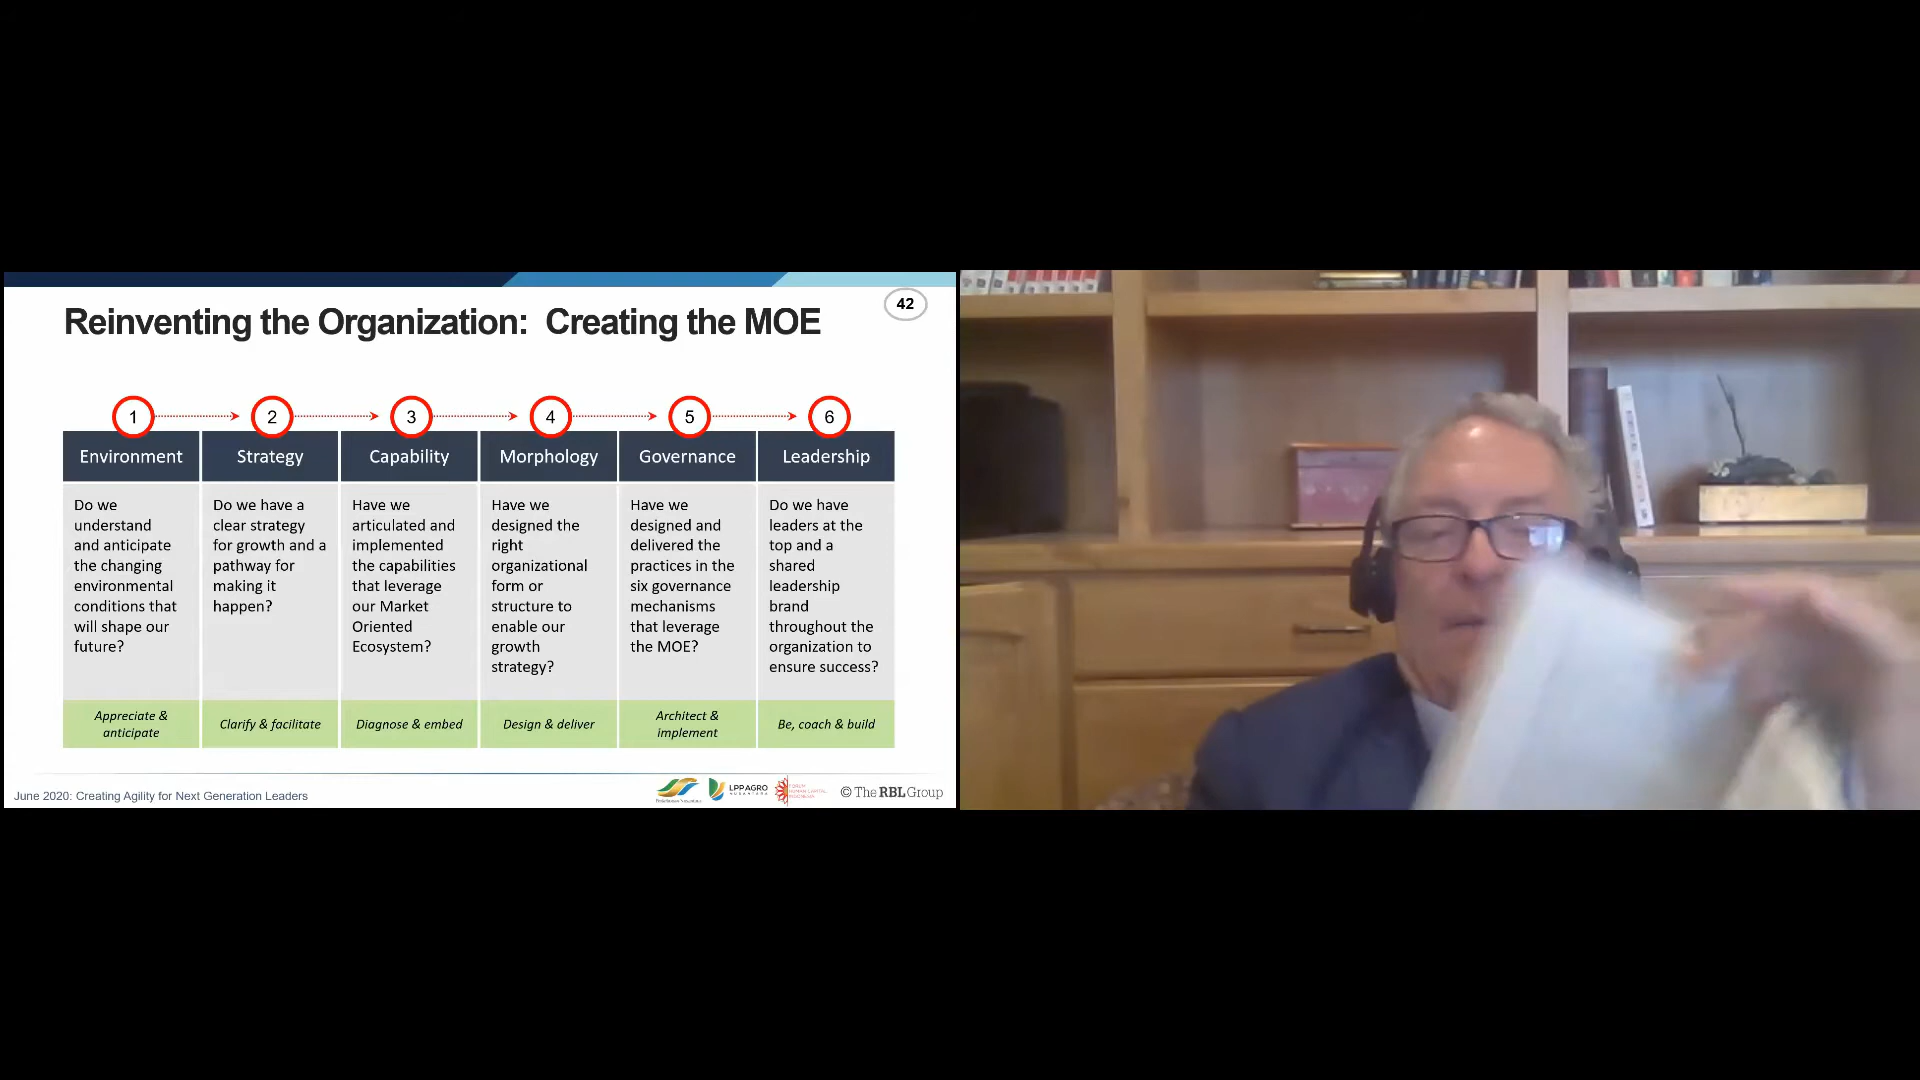 Reinventing the Organization: Creating the MOE
42
1
2
3
4
5
6
Environment
Strategy
Capability
Morphology
Governance
Leadership
Do we
understand
and anticipate
the changing
environmental
conditions that
will shape our
future?
Do we have a
clear strategy
for growth and a
pathway for
making it
happen?
Have we
articulated and
implemented
the capabilities
that leverage
our Market
Oriented
Ecosystem?
Have we
designed the
right
organizational
form or
structure to
enable our
growth
strategy?
Have we
designed and
delivered the
practices in the
six governance
mechanisms
that leverage
the MOE?
Do we have
leaders at the
top and a
shared
leadership
brand
throughout the
organization to
ensure success?
Appreciate &
anticipate
Clarify & facilitate
Diagnose & embed
Design & deliver
Architect &
implement
Be, coach & build
June 2020: Creating Agility for Next Generation Leaders
LPP AGRO
NUSANTARA
FORUM
HUMAN CAPITAL
INDONESIA
© The RBL Group